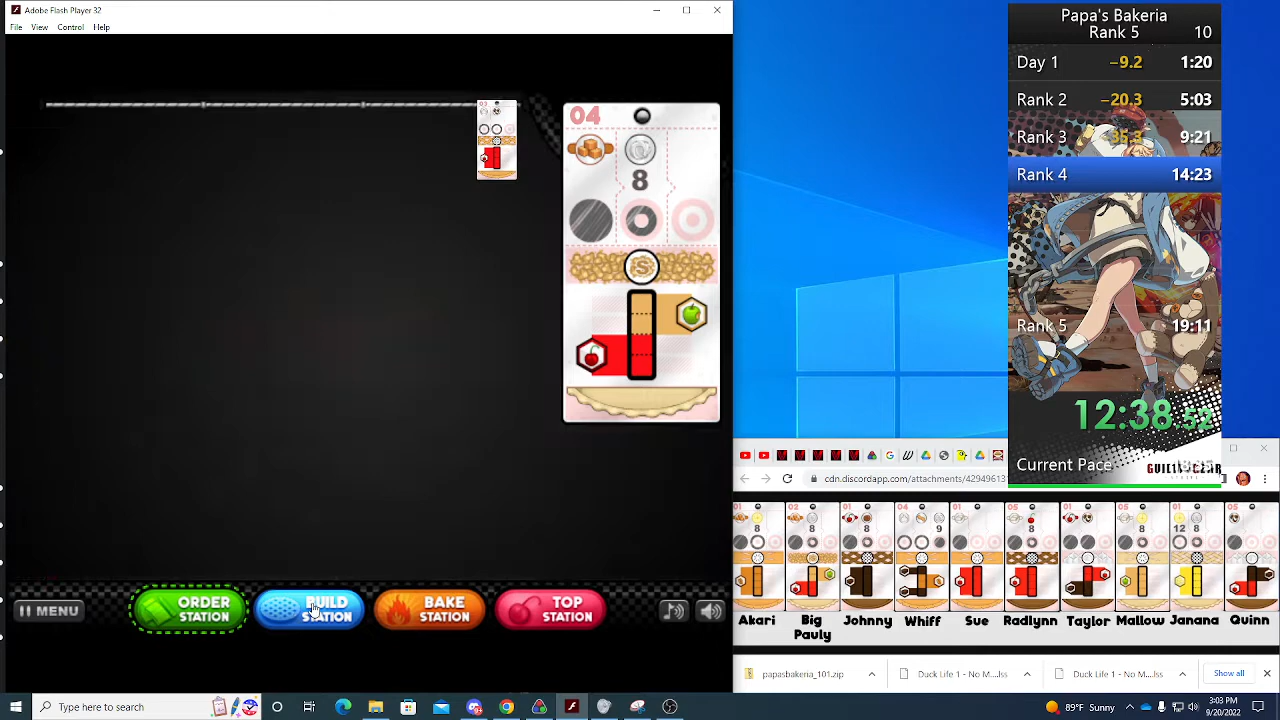 Adobe Flash Player 32
File View Control Help
03
04
8
S
MENU
ORDER STATION
BUILD STATION
BAKE STATION
TOP STATION
Papa's Bakeria
Rank 5 10
Day 1 −9.2 1:20
Rank 2 −20.3 5:03
Rank 3 9:21
Rank 4 14:23
Rank 5 19:11
12:38.52
Current Pace
cdn.discordapp.com/attachments/42949613
Akari
Big Pauly
Johnny
Whiff
Sue
Radlynn
Taylor
Mallow
Janana
Quinn
papasbakeria_101.zip
Duck Life 1 - No M....lss
Duck Life 1 - No M....lss
Show all
Type here to search
89°F Sunny
3:03 PM
9/20/2022